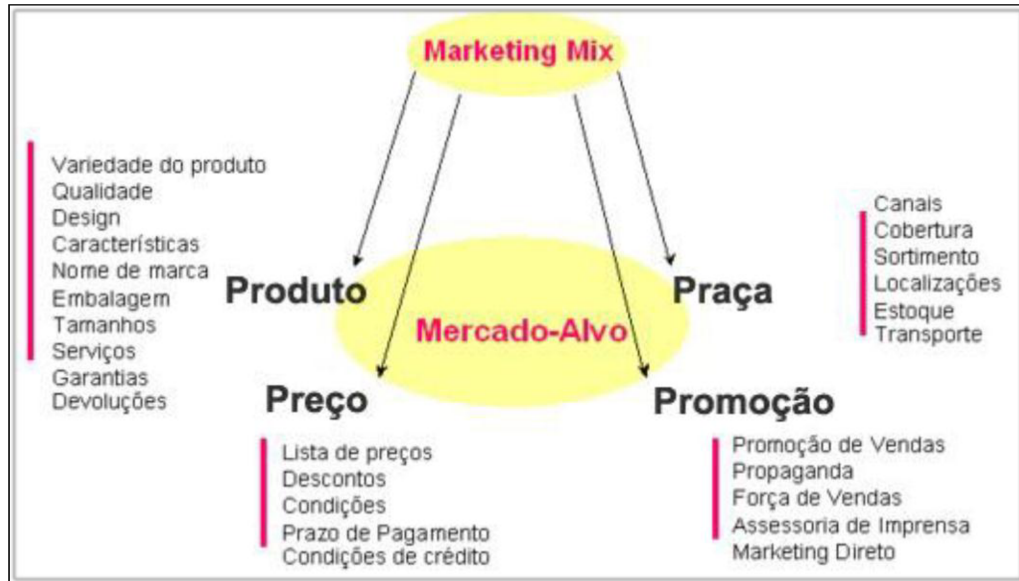 Marketing Mix
Variedade do produto
Qualidade
Design
Características
Nome de marca
Embalagem
Tamanhos
Serviços
Garantias
Devoluções
Produto
Praça
Canais
Cobertura
Sortimento
Localizações
Estoque
Transporte
Mercado-Alvo
Preço
Lista de preços
Descontos
Condições
Prazo de Pagamento
Condições de crédito
Promoção
Promoção de Vendas
Propaganda
Força de Vendas
Assessoria de Imprensa
Marketing Direto